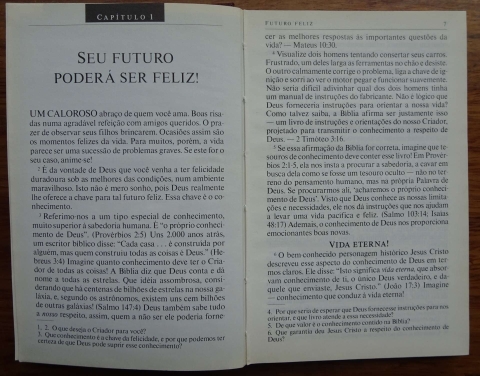 CAPÍTULO 1
SEU FUTURO
PODERÁ SER FELIZ!
UM CALOROSO abraço de quem você ama. Boas risa-
das numa agradável refeição com amigos queridos. O pra-
zer de observar seus filhos brincarem. Ocasiões assim são
os momentos felizes da vida. Para muitos, porém, a vida
parece ser uma sucessão de problemas graves. Se este for o
seu caso, anime-se!
2 É da vontade de Deus que você venha a ter felicidade
duradoura sob as melhores das condições, num ambiente
maravilhoso. Isto não é mero sonho, pois Deus realmente
lhe oferece a chave para tal futuro feliz. Essa chave é o co-
nhecimento.
3 Referimo-nos a um tipo especial de conhecimento,
muito superior à sabedoria humana. É “o próprio conheci-
mento de Deus”. (Provérbios 2:5) Uns 2.000 anos atrás,
um escritor bíblico disse: “Cada casa . . . é construída por
alguém, mas quem construiu todas as coisas é Deus.” (He-
breus 3:4) Imagine quanto conhecimento deve ter o Cria-
dor de todas as coisas! A Bíblia diz que Deus conta e dá
nome a todas as estrelas. Que idéia assombrosa, consi-
derando que há centenas de bilhões de estrelas na nossa ga-
láxia, e, segundo os astrônomos, existem uns cem bilhões
de outras galáxias! (Salmo 147:4) Deus também sabe tudo
a nosso respeito, assim, quem a não ser ele poderia forne-
1, 2. O que deseja o Criador para você?
3. Que conhecimento é a chave da felicidade, e por que podemos ter
certeza de que Deus pode suprir esse conhecimento?
FUTURO FELIZ
cer as melhores respostas às importantes questões da
vida? — Mateus 10:30.
4 Visualize dois homens tentando consertar seus carros.
Frustrado, um deles larga as ferramentas no chão e desiste.
O outro calmamente corrige o problema, liga a chave de ig-
nição e sorri ao ver o motor pegar e funcionar suavemente.
Não seria difícil adivinhar qual dos dois homens tinha
um manual de instruções do fabricante. Não é lógico que
Deus forneceria instruções para orientar a nossa vida?
Como talvez saiba, a Bíblia afirma ser justamente isso
— um livro de instruções e orientações do nosso Criador,
projetado para transmitir o conhecimento a respeito de
Deus. — 2 Timóteo 3:16.
5 Se essa afirmação da Bíblia for correta, imagine que te-
souros de conhecimento deve conter esse livro! Em Provér-
bios 2:1-5, ela nos insta a procurar a sabedoria, a cavar em
busca dela como se fosse um tesouro oculto — não no ter-
reno do pensamento humano, mas na própria Palavra de
Deus. Se procurarmos ali, ‘acharemos o próprio conheci-
mento de Deus’. Visto que Deus conhece as nossas limita-
ções e necessidades, ele nos dá instruções que nos ajudam
a levar uma vida pacífica e feliz. (Salmo 103:14; Isaías
48:17) Ademais, o conhecimento de Deus nos proporciona
emocionantes boas novas.
VIDA ETERNA!
6 O bem conhecido personagem histórico Jesus Cristo
descreveu esse aspecto do conhecimento de Deus em ter-
mos claros. Ele disse: “Isto significa vida eterna, que absor-
vam conhecimento de ti, o único Deus verdadeiro, e da-
quele que enviaste, Jesus Cristo.” (João 17:3) Imagine
— conhecimento que conduz à vida eterna!
4. Por que seria de esperar que Deus fornecesse instruções para nos
orientar, e que livro atende a essa necessidade?
5. De que valor é o conhecimento contido na Bíblia?
6. Que garantia deu Jesus Cristo a respeito do conhecimento de
Deus?